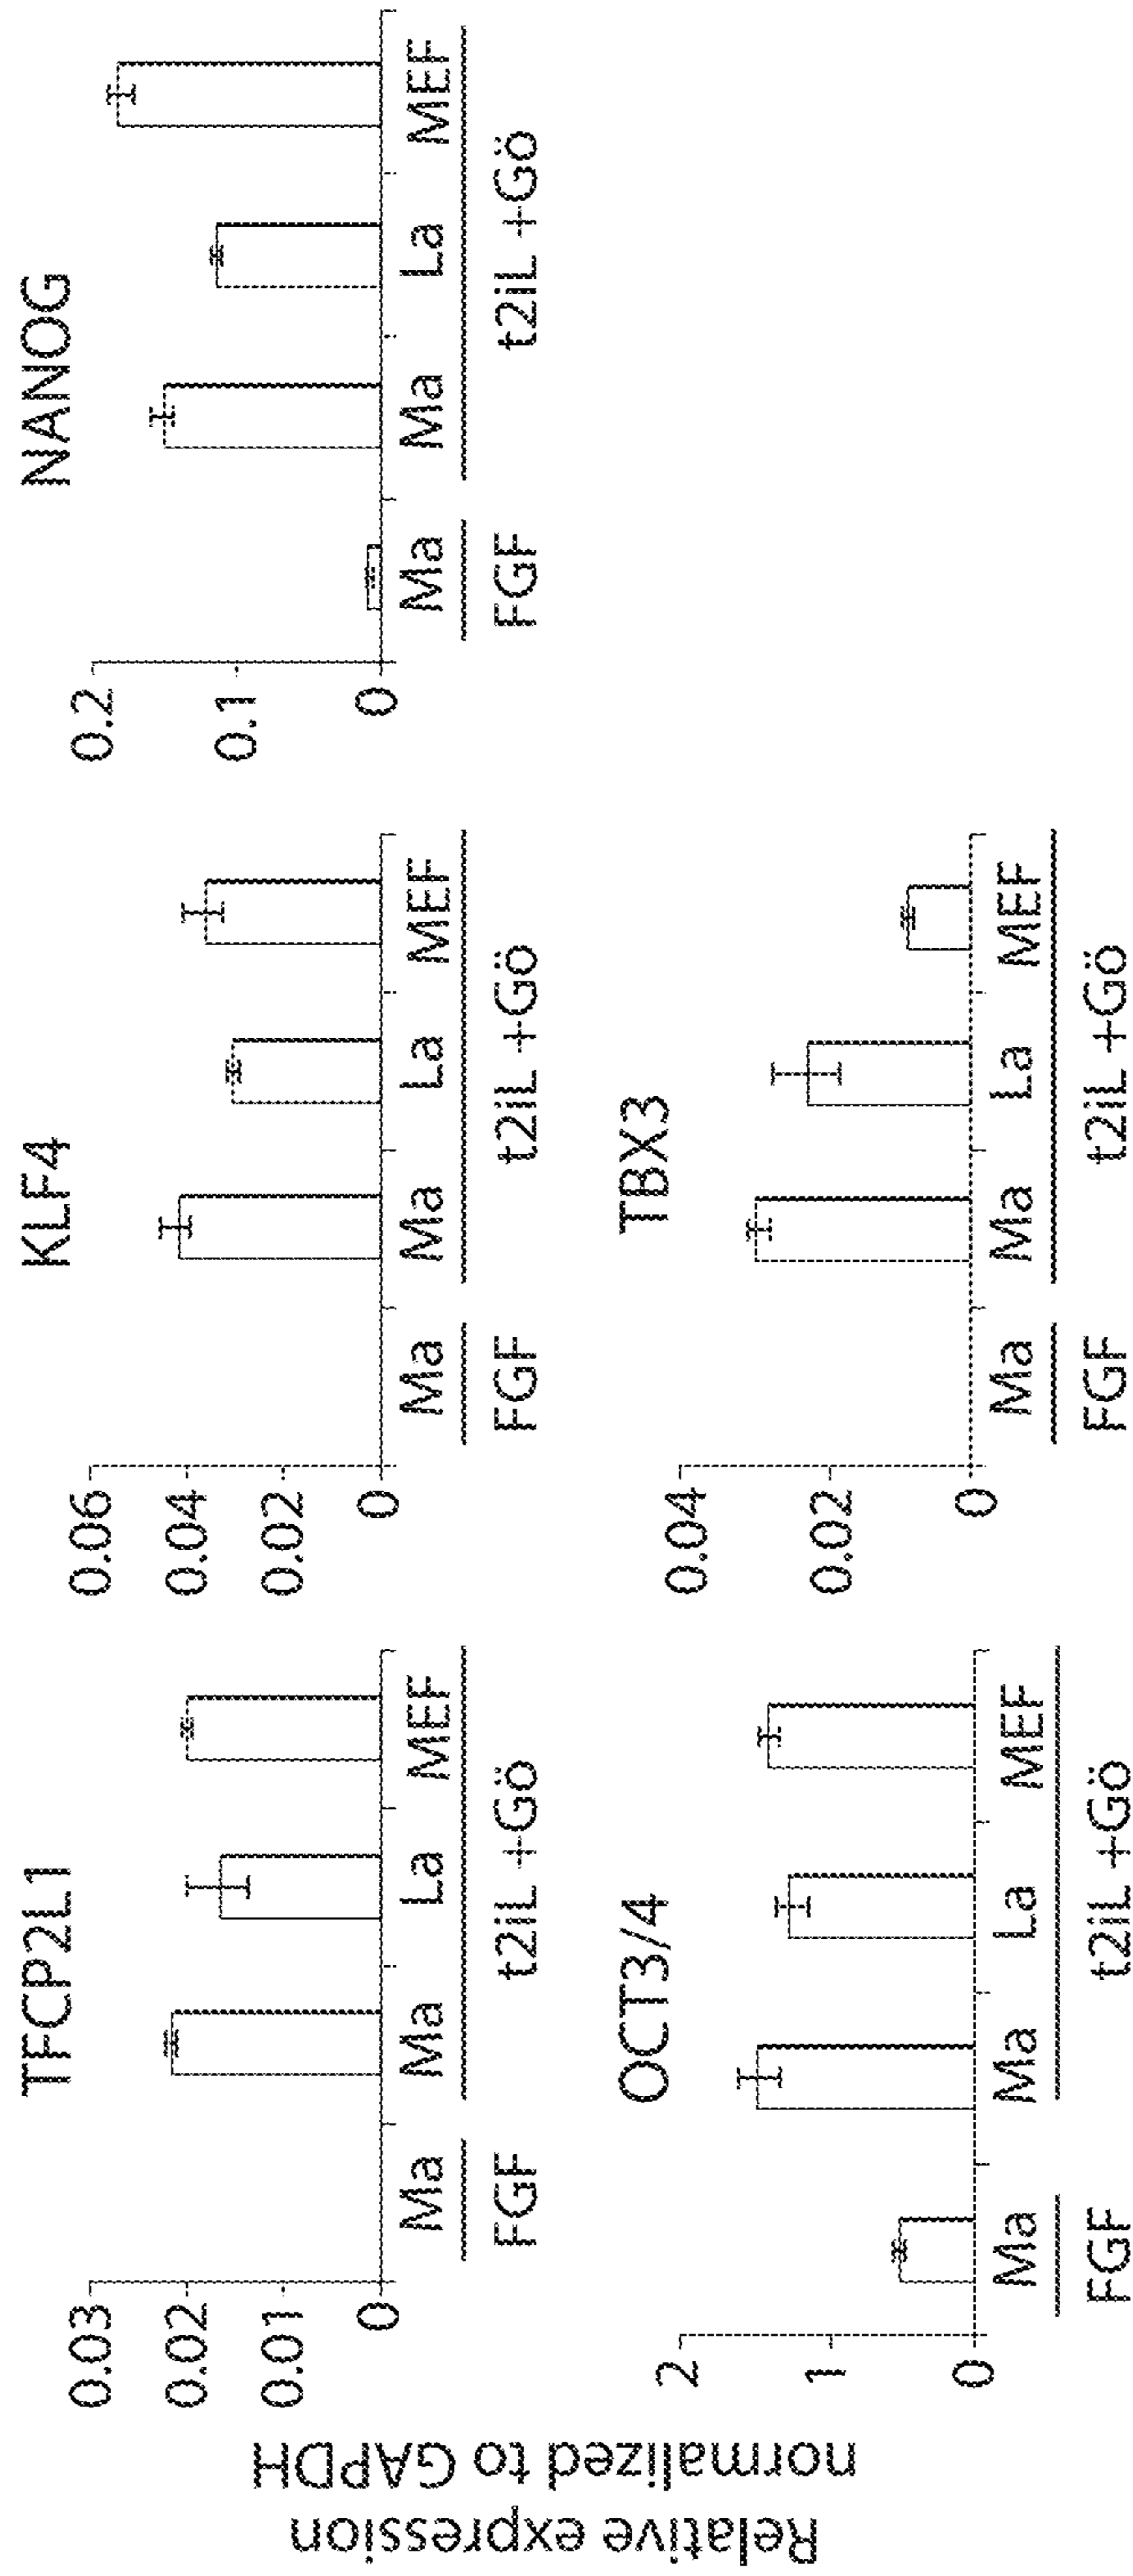 Relative expression
normalized to GAPDH
TFCP2L1
0.03
0.02
0.01
0
Ma Ma La MEF
FGF t2iL +Gö
KLF4
0.06
0.04
0.02
0
Ma Ma La MEF
FGF t2iL +Gö
NANOG
0.2
0.1
0
Ma Ma La MEF
FGF t2iL +Gö
OCT3/4
2
1
0
Ma Ma La MEF
FGF t2iL +Gö
TBX3
0.04
0.02
0
Ma Ma La MEF
FGF t2iL +Gö